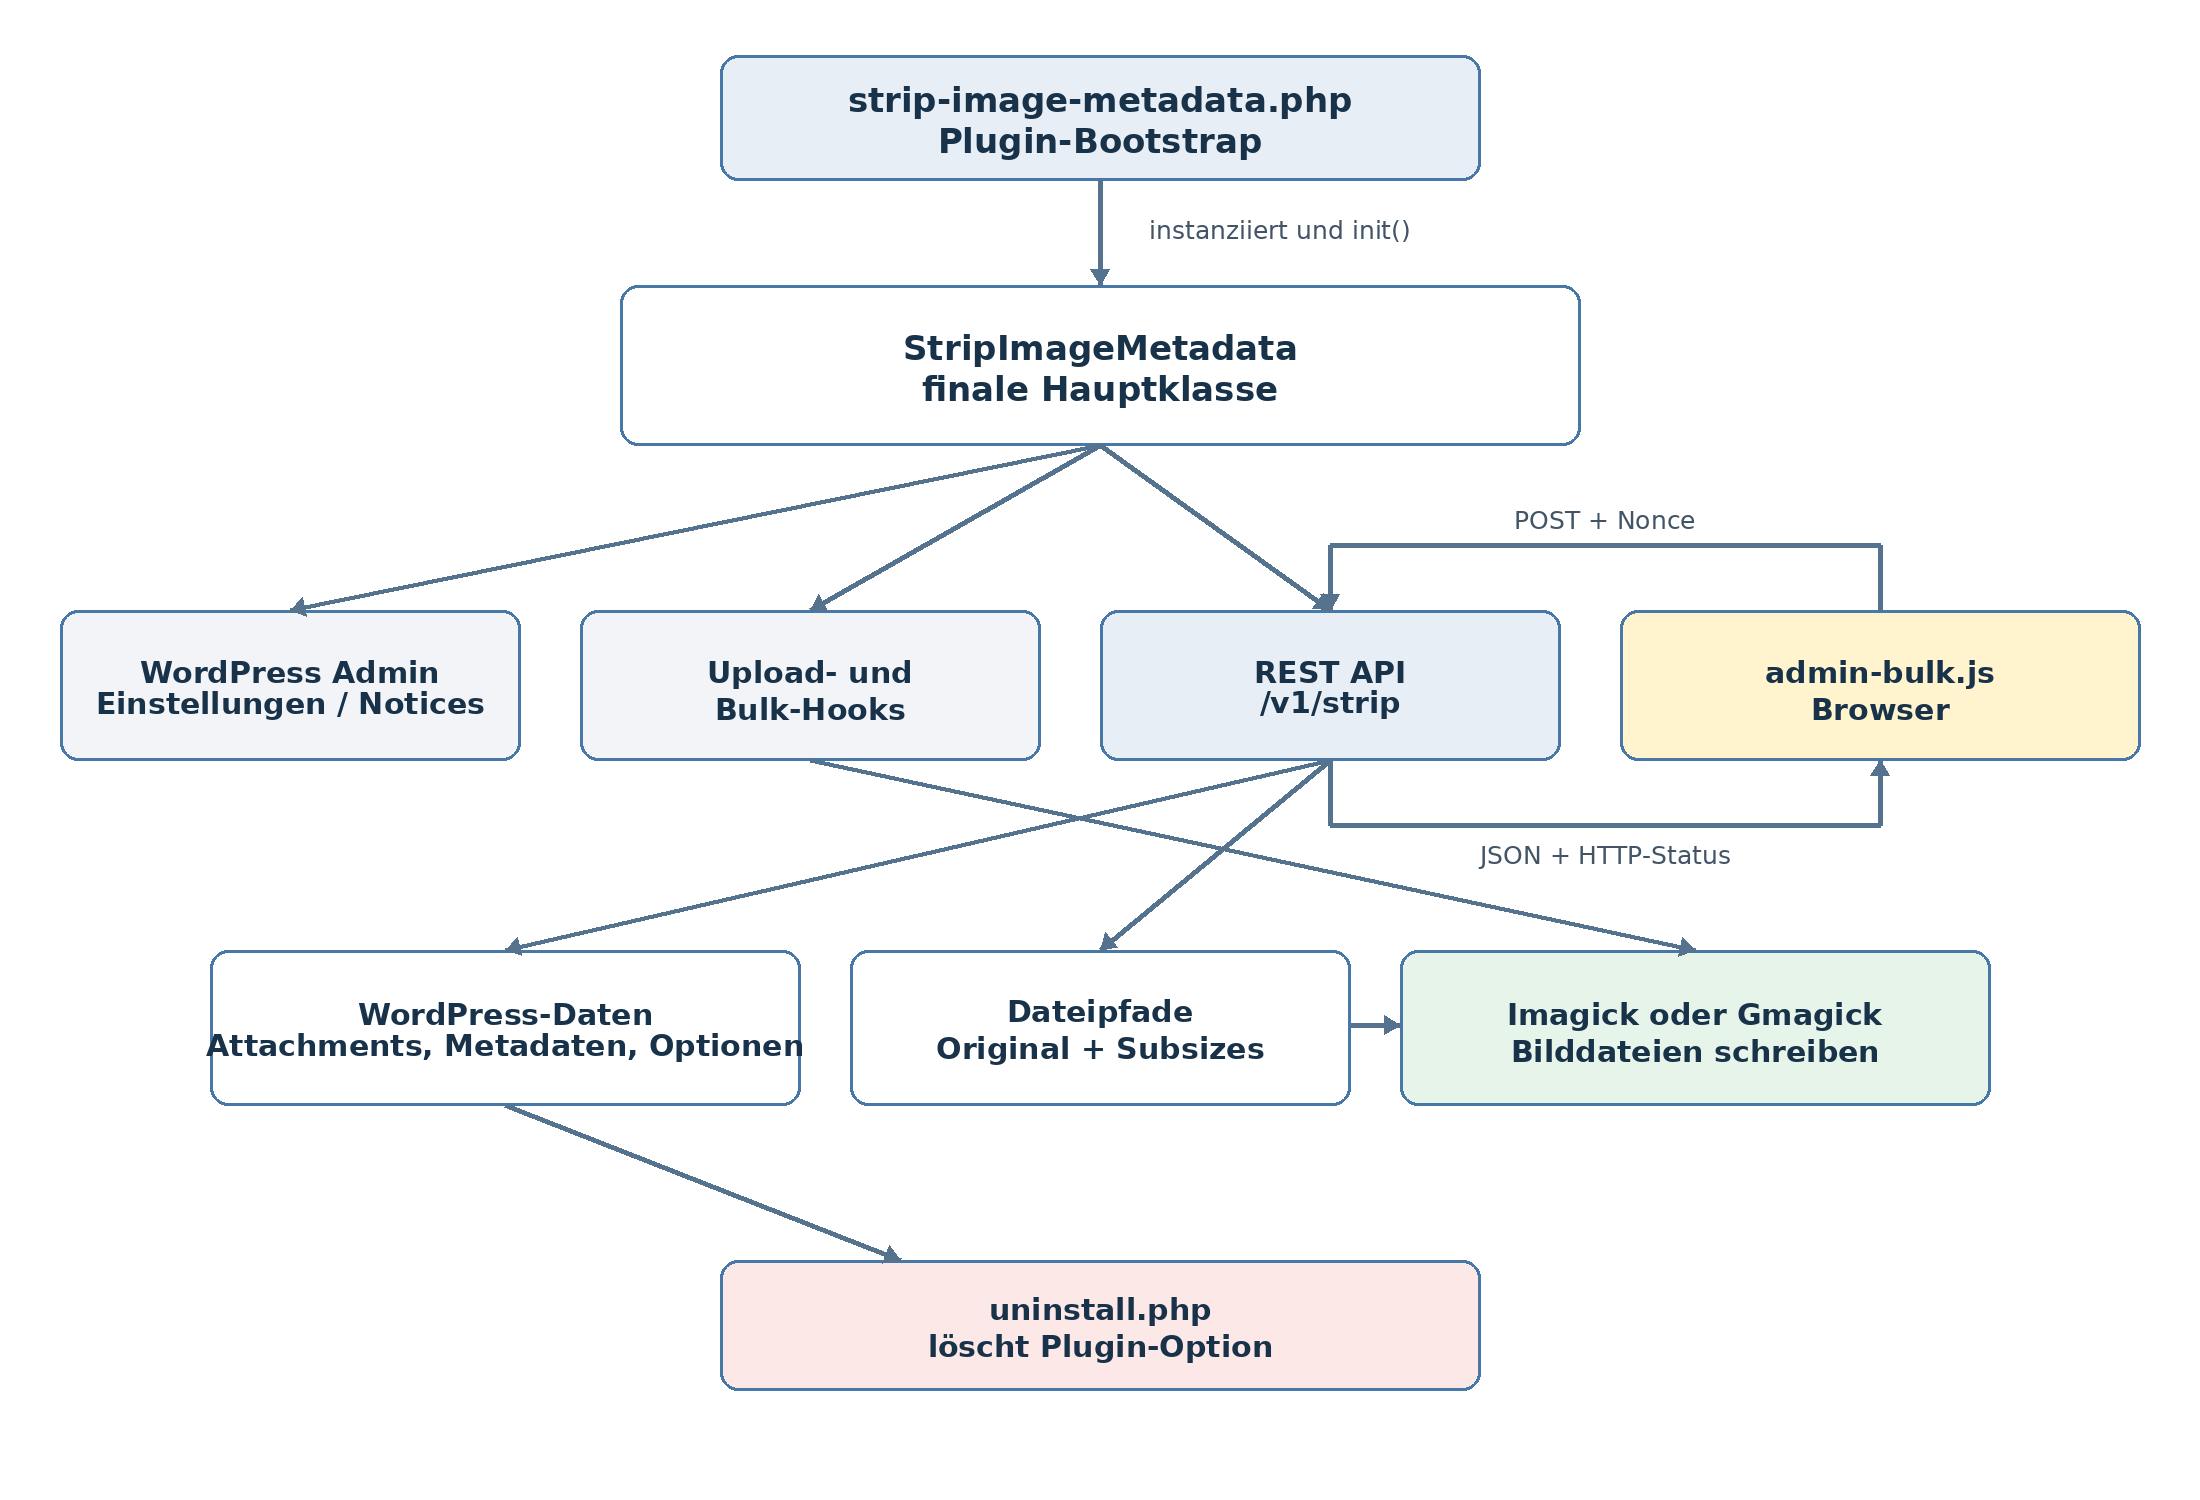 strip-image-metadata.php
Plugin-Bootstrap
instanziiert und init()
StripImageMetadata
finale Hauptklasse
POST + Nonce
WordPress Admin
Einstellungen / Notices
Upload- und
Bulk-Hooks
REST API
/v1/strip
admin-bulk.js
Browser
JSON + HTTP-Status
WordPress-Daten
Attachments, Metadaten, Optionen
Dateipfade
Original + Subsizes
Imagick oder Gmagick
Bilddateien schreiben
uninstall.php
löscht Plugin-Option